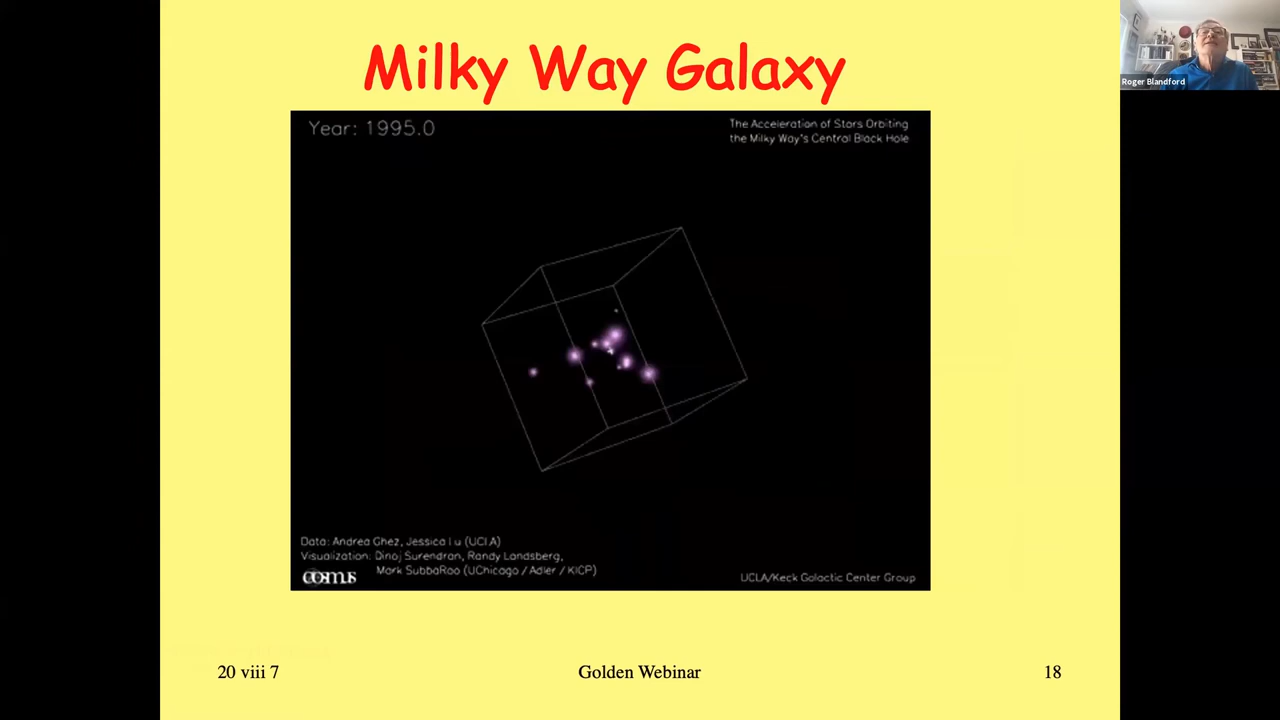 Milky Way Galaxy
Roger Blandford
Year: 1995.0
The Acceleration of Stars Orbiting
the Milky Way's Central Black Hole
Data: Andrea Ghez, Jessica Lu (UCLA)
Visualization: Dinoj Surendran, Randy Landsberg,
Mark SubbaRao (UChicago / Adler / KICP)
cosmus
UCLA/Keck Galactic Center Group
20 viii 7
Golden Webinar
18